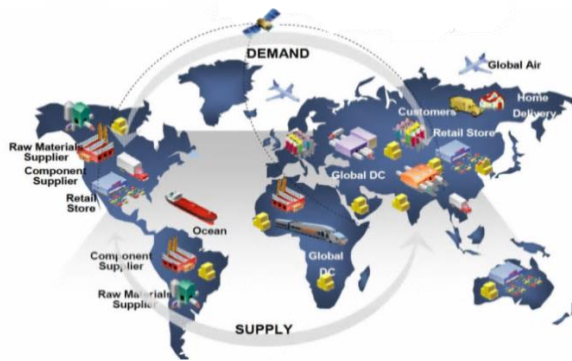 DEMAND
Global Air
Home
Delivery
Customers
Retail Store
Raw Materials
Supplier
Component
Supplier
Retail
Store
Global DC
Ocean
Component
Supplier
Global
DC
Raw Materials
Supplier
SUPPLY